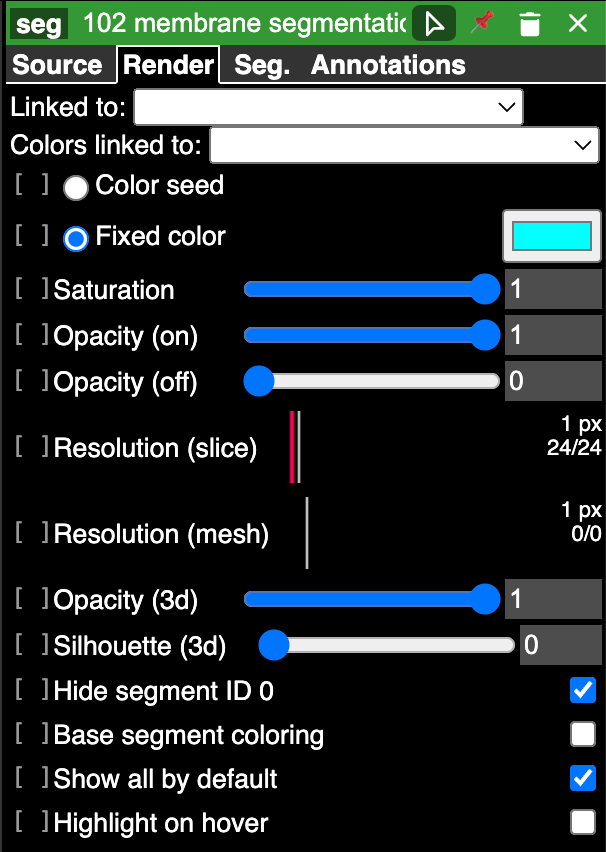 seg 102 membrane segmentatic
Source Render Seg. Annotations
Linked to:
Colors linked to:
[ ] Color seed
[ ] Fixed color
[ ] Saturation 1
[ ] Opacity (on) 1
[ ] Opacity (off) 0
[ ] Resolution (slice) 1 px
24/24
[ ] Resolution (mesh) 1 px
0/0
[ ] Opacity (3d) 1
[ ] Silhouette (3d) 0
[ ] Hide segment ID 0
[ ] Base segment coloring
[ ] Show all by default
[ ] Highlight on hover